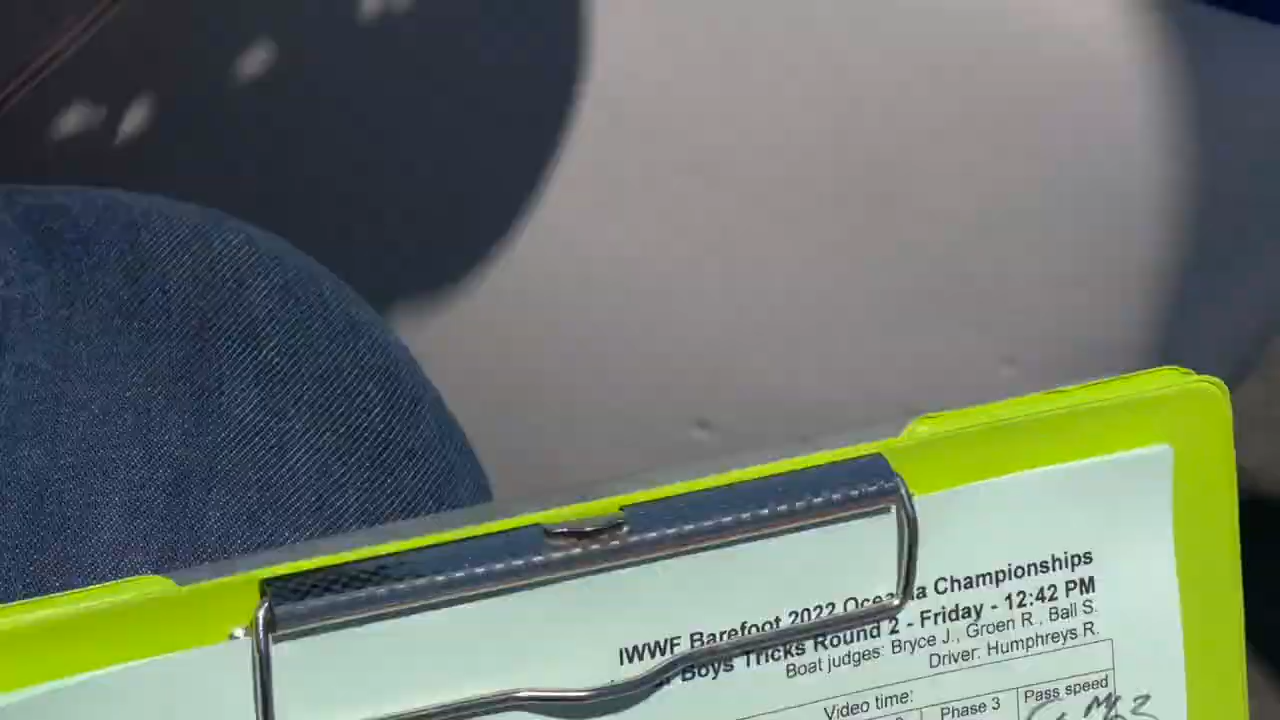 IWWF Barefoot 2022 Oceania Championships
Boys Tricks Round 2 - Friday - 12:42 PM
Boat judges: Bryce J., Groen R., Ball S.
Driver: Humphreys R.
Video time:
Phase 3 Pass speed